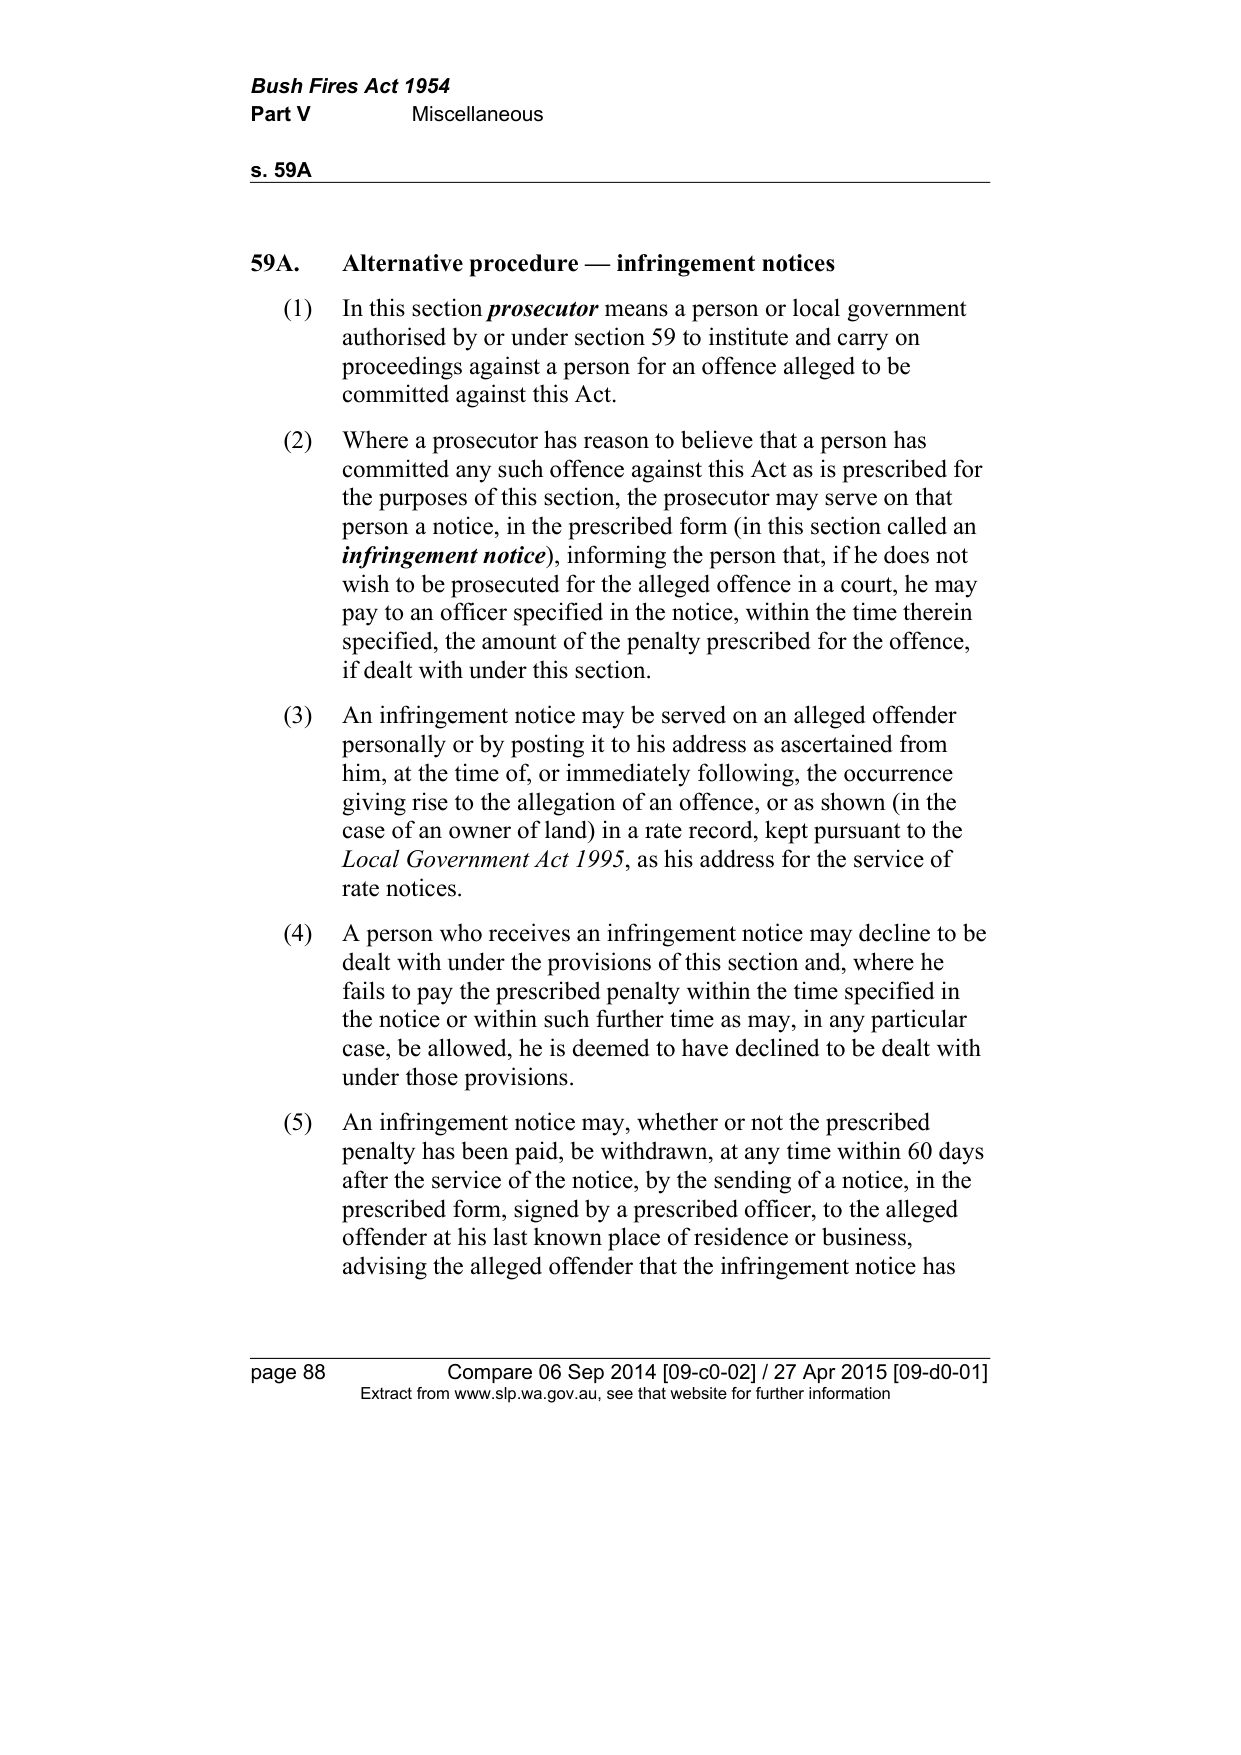 Bush Fires Act 1954
Part V Miscellaneous
s. 59A
59A. Alternative procedure — infringement notices
(1) In this section prosecutor means a person or local government
authorised by or under section 59 to institute and carry on
proceedings against a person for an offence alleged to be
committed against this Act.
(2) Where a prosecutor has reason to believe that a person has
committed any such offence against this Act as is prescribed for
the purposes of this section, the prosecutor may serve on that
person a notice, in the prescribed form (in this section called an
infringement notice), informing the person that, if he does not
wish to be prosecuted for the alleged offence in a court, he may
pay to an officer specified in the notice, within the time therein
specified, the amount of the penalty prescribed for the offence,
if dealt with under this section.
(3) An infringement notice may be served on an alleged offender
personally or by posting it to his address as ascertained from
him, at the time of, or immediately following, the occurrence
giving rise to the allegation of an offence, or as shown (in the
case of an owner of land) in a rate record, kept pursuant to the
Local Government Act 1995, as his address for the service of
rate notices.
(4) A person who receives an infringement notice may decline to be
dealt with under the provisions of this section and, where he
fails to pay the prescribed penalty within the time specified in
the notice or within such further time as may, in any particular
case, be allowed, he is deemed to have declined to be dealt with
under those provisions.
(5) An infringement notice may, whether or not the prescribed
penalty has been paid, be withdrawn, at any time within 60 days
after the service of the notice, by the sending of a notice, in the
prescribed form, signed by a prescribed officer, to the alleged
offender at his last known place of residence or business,
advising the alleged offender that the infringement notice has
page 88 Compare 06 Sep 2014 [09-c0-02] / 27 Apr 2015 [09-d0-01]
Extract from www.slp.wa.gov.au, see that website for further information